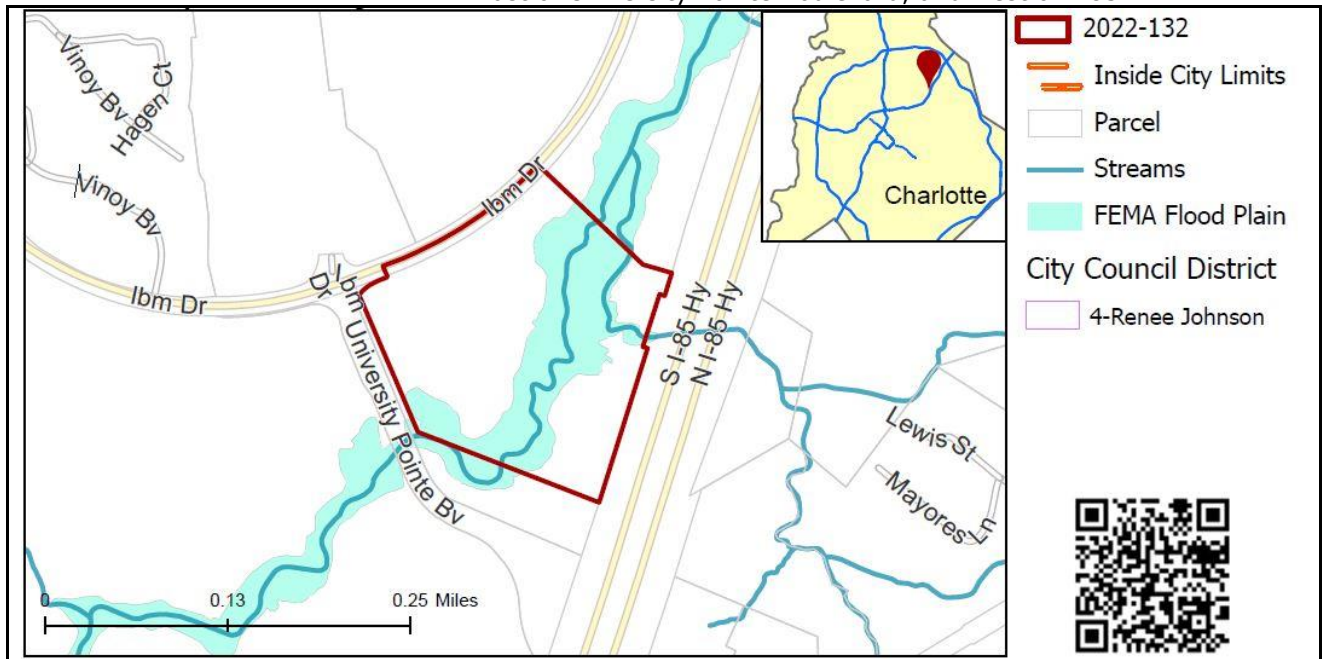 2022-132
Inside City Limits
Parcel
Streams
FEMA Flood Plain
City Council District
4-Renee Johnson
Charlotte
Vinoy Bv
Hagen Ct
Vinoy Bv
Ibm Dr
Ibm Dr
Ibm
Dr
University Pointe Bv
S I-85 Hy
N I-85 Hy
Lewis St
Mayores Ln
0
0.13
0.25 Miles